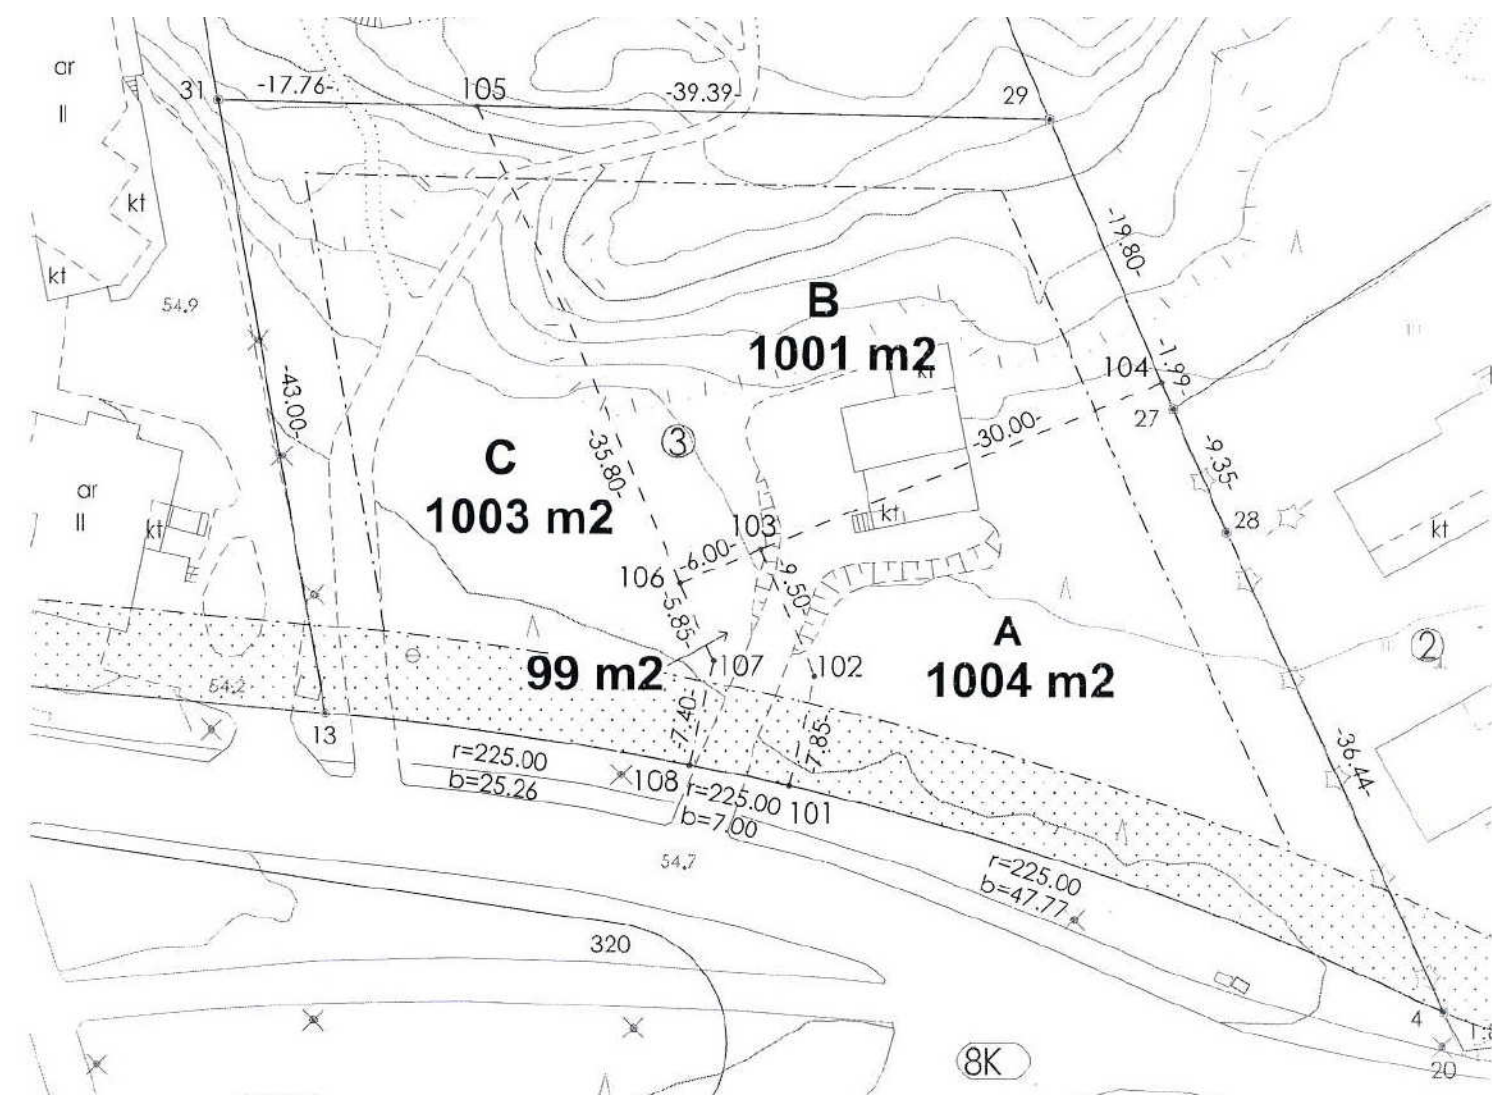 ar
II
31
-17.76-
105
-39.39-
29
kt
kt
54.9
-19.80-
B
1001 m2
kt
104
-1.99-
27
-43.00-
-35.80-
3
-30.00-
-9.35-
C
1003 m2
ar
II
kt
103
kt
28
kt
106
-6.00-
-9.50-
-5.85-
A
1004 m2
2
99 m2
107
102
54.2
13
-7.40-
-7.85-
r=225.00
b=25.26
108
r=225.00
b=7.00
101
-36.44-
54.7
r=225.00
b=47.77
320
4
8K
20